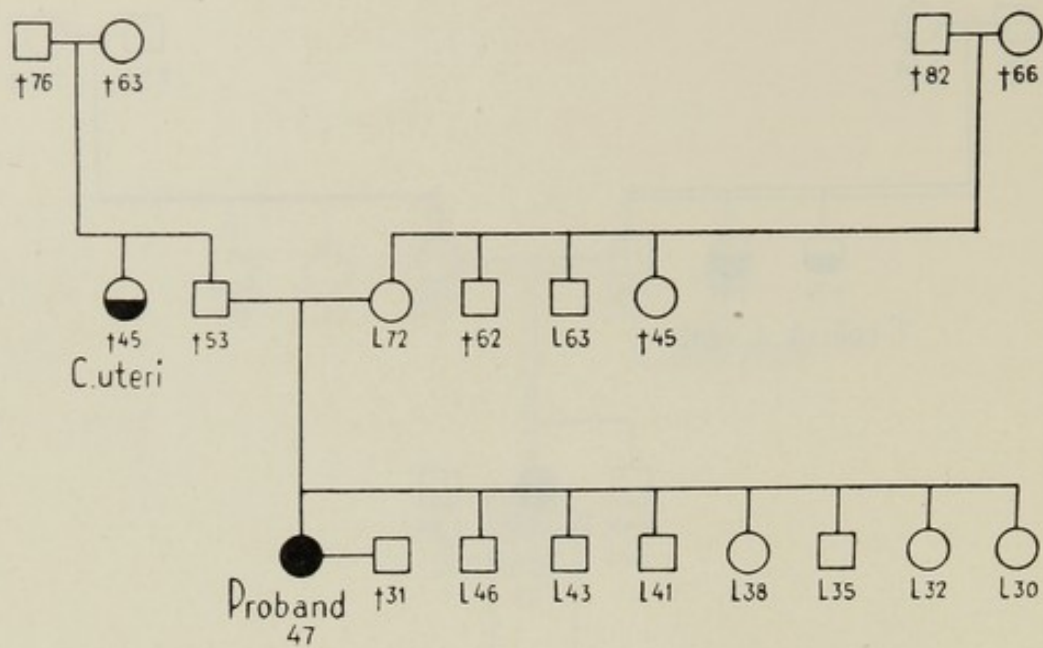 †76 †63 †82 †66
†45 †53 L72 †62 L63 †45
C.uteri
†31 L46 L43 L41 L38 L35 L32 L30
Proband
47